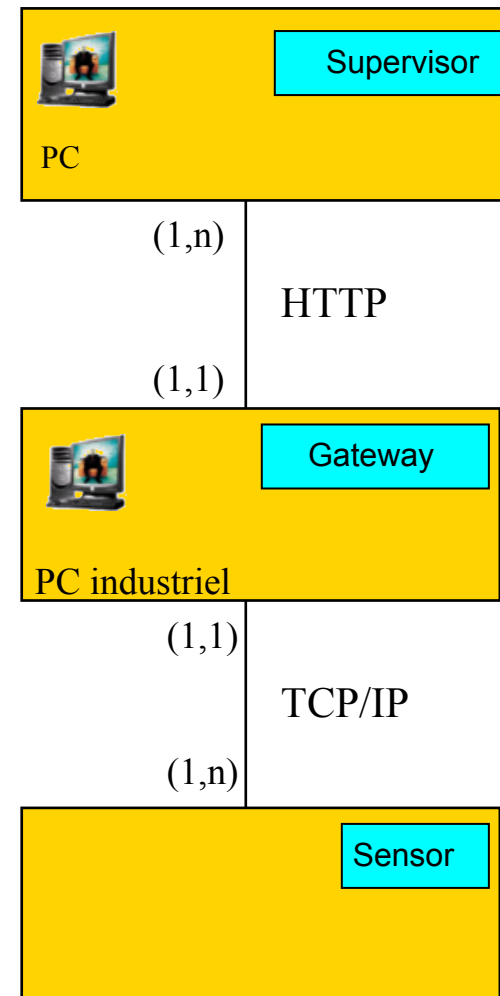 Supervisor
PC
(1,n)
HTTP
(1,1)
Gateway
PC industriel
(1,1)
TCP/IP
(1,n)
Sensor